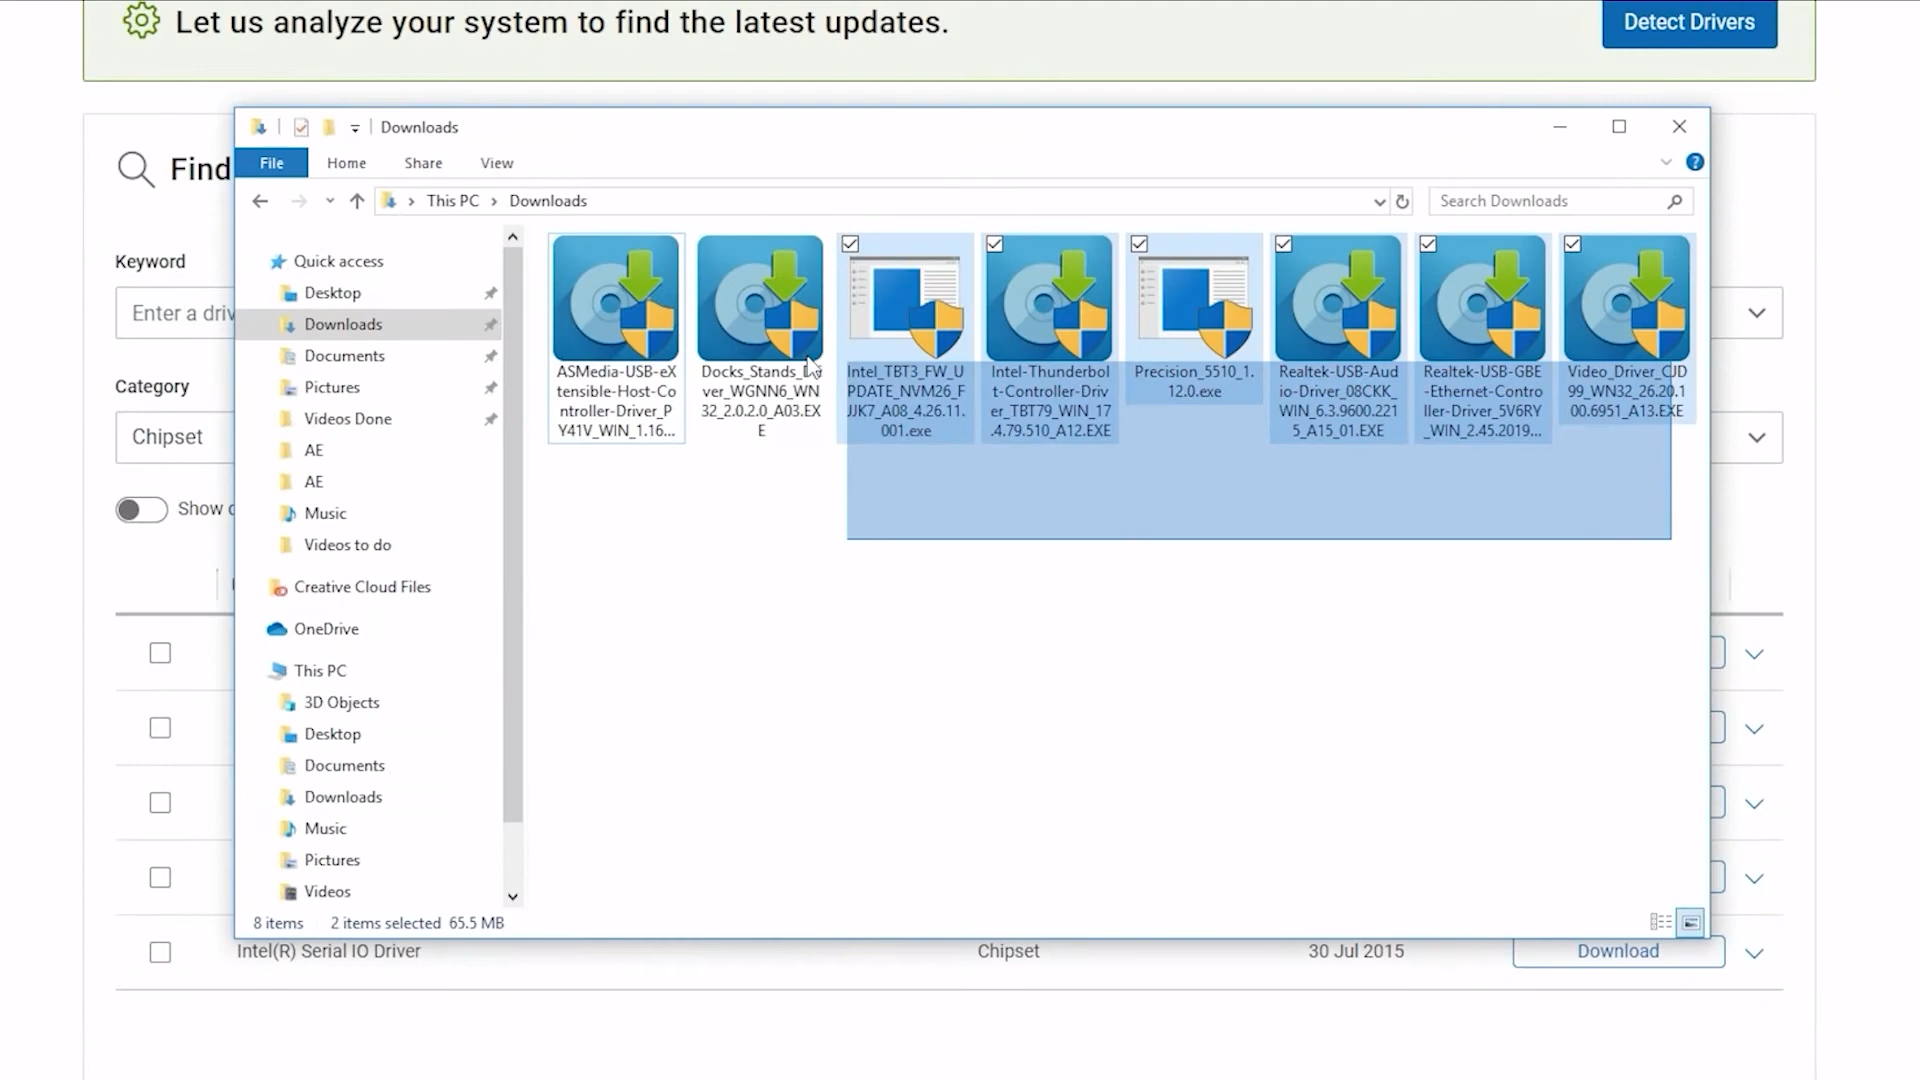 Let us analyze your system to find the latest updates.
Detect Drivers
Downloads
Find
File Home Share View
This PC > Downloads
Search Downloads
Keyword
Enter a driv
Category
Chipset
Show
Quick access
Desktop
Downloads
Documents
Pictures
Videos Done
AE
AE
Music
Videos to do
Creative Cloud Files
OneDrive
This PC
3D Objects
Desktop
Documents
Downloads
Music
Pictures
Videos
ASMedia-USB-eX
tensible-Host-Co
ntroller-Driver_P
Y41V_WIN_1.16...
Docks_Stands_D
ver_WGNN6_WN
32_2.0.2.0_A03.EX
E
Intel_TBT3_FW_U
PDATE_NVM26_F
JJK7_A08_4.26.11.
001.exe
Intel-Thunderbol
t-Controller-Driv
er_TBT79_WIN_17
.4.79.510_A12.EXE
Precision_5510_1.
12.0.exe
Realtek-USB-Aud
io-Driver_08CKK_
WIN_6.3.9600.221
5_A15_01.EXE
Realtek-USB-GBE
-Ethernet-Contro
ller-Driver_5V6RY
_WIN_2.45.2019...
Video_Driver_CJD
99_WN32_26.20.1
00.6951_A13.EXE
8 items 2 items selected 65.5 MB
Intel(R) Serial IO Driver Chipset 30 Jul 2015 Download